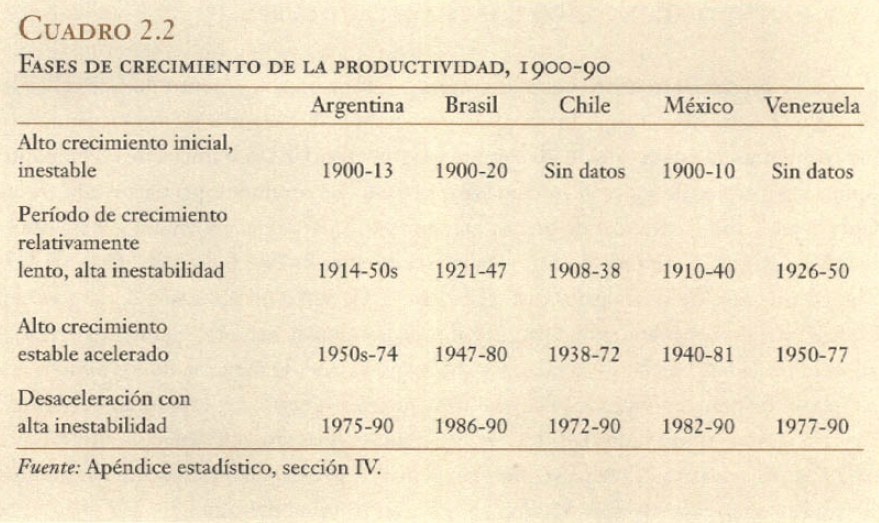 CUADRO 2.2
FASES DE CRECIMIENTO DE LA PRODUCTIVIDAD, 1900-90
Argentina Brasil Chile México Venezuela
Alto crecimiento inicial,
inestable 1900-13 1900-20 Sin datos 1900-10 Sin datos
Período de crecimiento
relativamente
lento, alta inestabilidad 1914-50s 1921-47 1908-38 1910-40 1926-50
Alto crecimiento
estable acelerado 1950s-74 1947-80 1938-72 1940-81 1950-77
Desaceleración con
alta inestabilidad 1975-90 1986-90 1972-90 1982-90 1977-90
Fuente: Apéndice estadístico, sección IV.